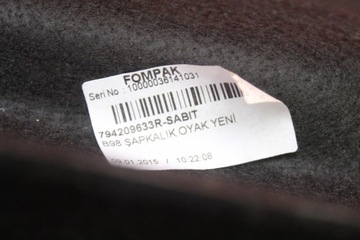 FOMPAK
Seri No : 10000036141031
794209633R-SABIT
B98 ŞAPKALIK OYAK YENİ
09.01.2015 / 10:22:08